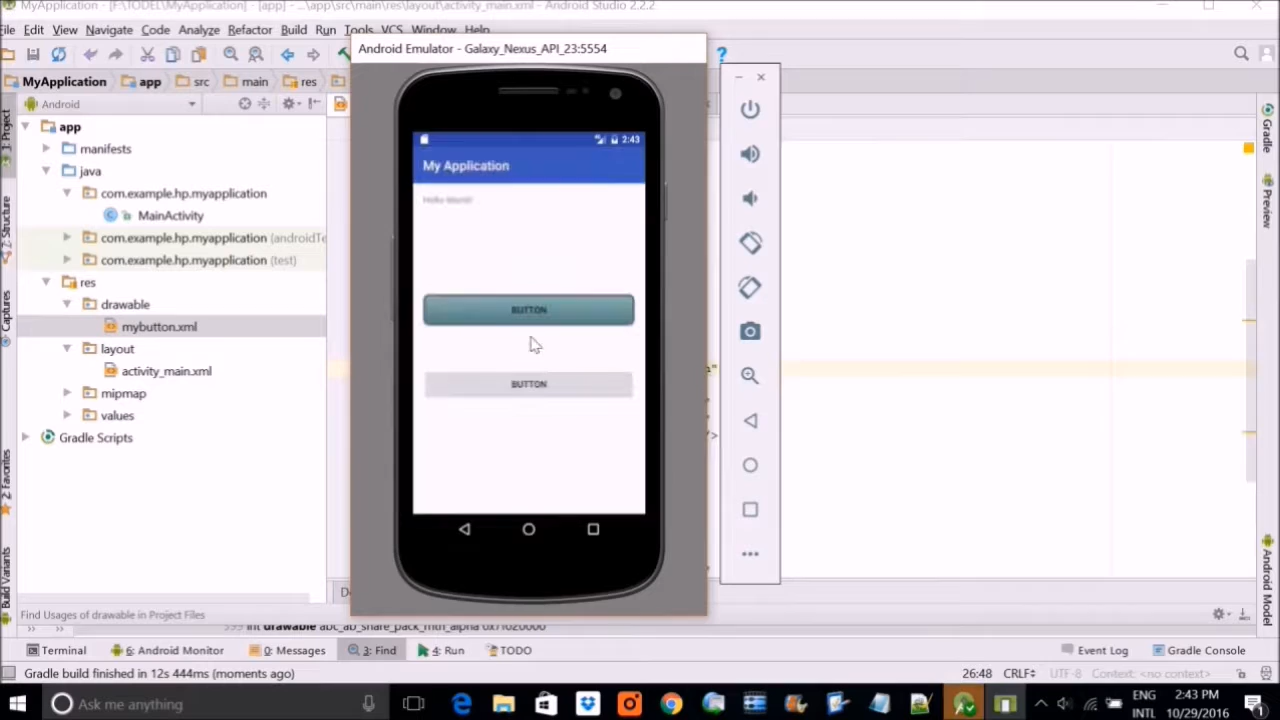 MyApplication - [F:\TODEL\MyApplication] - [app] - ...\app\src\main\res\layout\activity_main.xml - Android Studio 2.2.2
File Edit View Navigate Code Analyze Refactor Build Run Tools VCS Window Help
Android Emulator - Galaxy_Nexus_API_23:5554
MyApplication app src main res
Android
1: Project
app
manifests
java
com.example.hp.myapplication
MainActivity
com.example.hp.myapplication (androidTe
com.example.hp.myapplication (test)
res
drawable
mybutton.xml
layout
activity_main.xml
mipmap
values
Gradle Scripts
Z: Structure
Captures
2: Favorites
Build Variants
2:43
My Application
Hello World!
BUTTON
BUTTON
Gradle
Preview
Android Model
Find Usages of drawable in Project Files
int drawable
Terminal 6: Android Monitor 0: Messages 3: Find 4: Run TODO Event Log Gradle Console
Gradle build finished in 12s 444ms (moments ago) 26:48 CRLF÷ UTF-8 Context: <no context>
Ask me anything
ENG 2:43 PM
INTL 10/29/2016
1